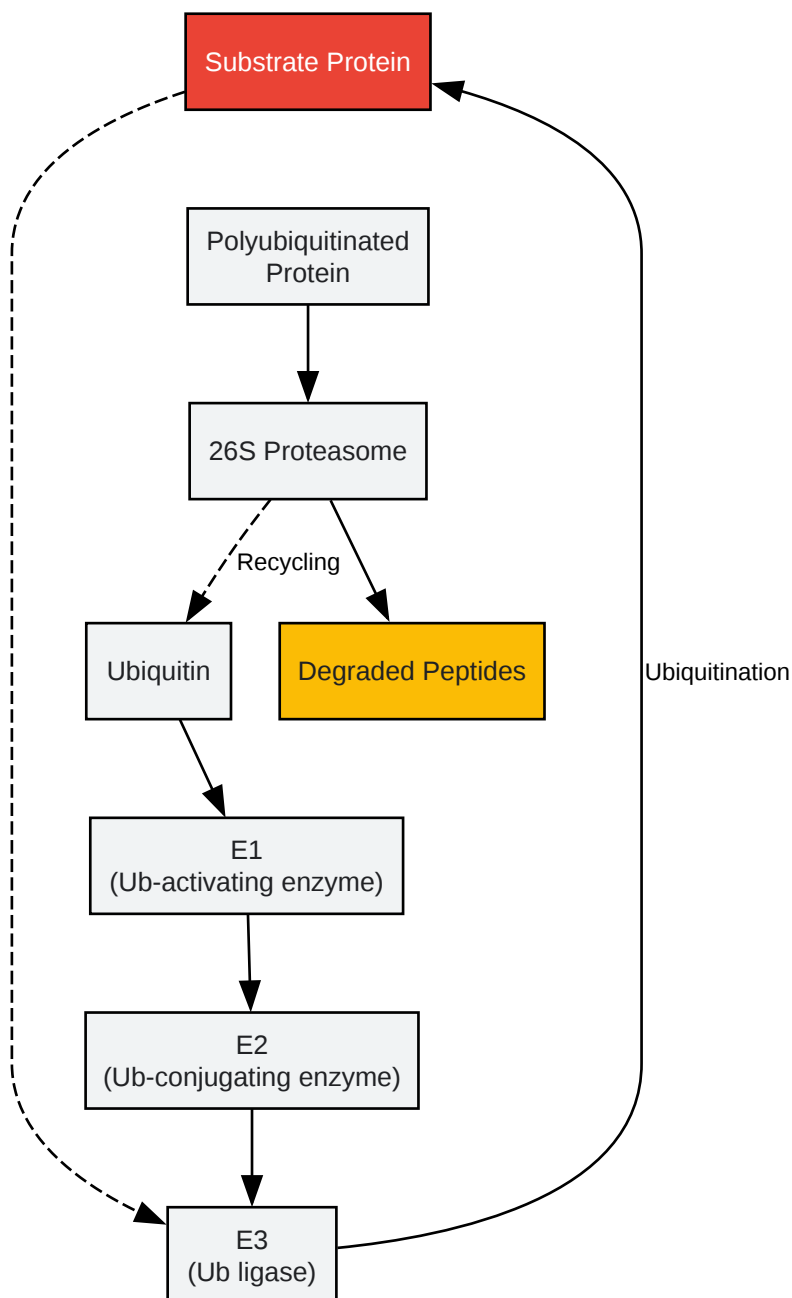 Substrate Protein
Polyubiquitinated
Protein
26S Proteasome
Recycling
Ubiquitin
Degraded Peptides
Ubiquitination
E1
(Ub-activating enzyme)
E2
(Ub-conjugating enzyme)
E3
(Ub ligase)